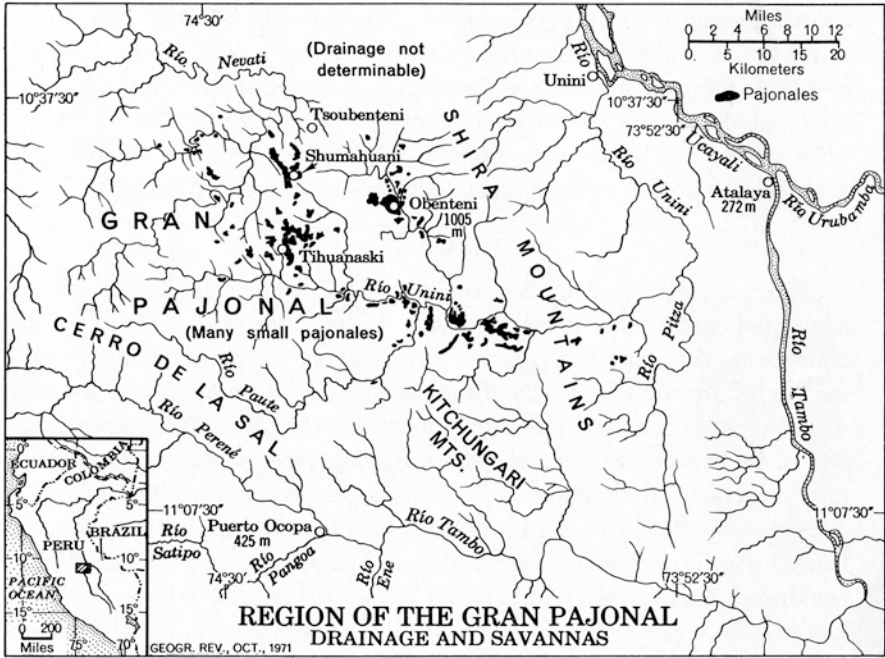 74°30'
(Drainage not
determinable)
Río Nevati
Río
Unini
Miles
0 2 4 6 8 10 12
0 5 10 15 20
Kilometers
Pajonales
10°37'30"
10°37'30"
73°52'30"
Tsoubenteni
Shumahuani
SHIRA
MOUNTAINS
Río Unini
Ucayali
Atalaya
272 m
Río Urubamba
Obenteni
1005
m
GRAN
Tihuanaski
PAJONAL
(Many small pajonales)
Río Unini
Río Pitza
CERRO DE LA SAL
Río Paute
Río Perené
KITCHUNGARI
MTS.
Río Tambo
ECUADOR
COLOMBIA
0°
0°
5°
5°
PERU
BRAZIL
10°
10°
PACIFIC
OCEAN
15°
15°
0 200
Miles
75°
70°
Río
Satipo
Puerto Ocopa
425 m
Río Pangoa
Río Ene
Río Tambo
11°07'30"
11°07'30"
74°30'
73°52'30"
REGION OF THE GRAN PAJONAL
DRAINAGE AND SAVANNAS
GEOGR. REV., OCT., 1971